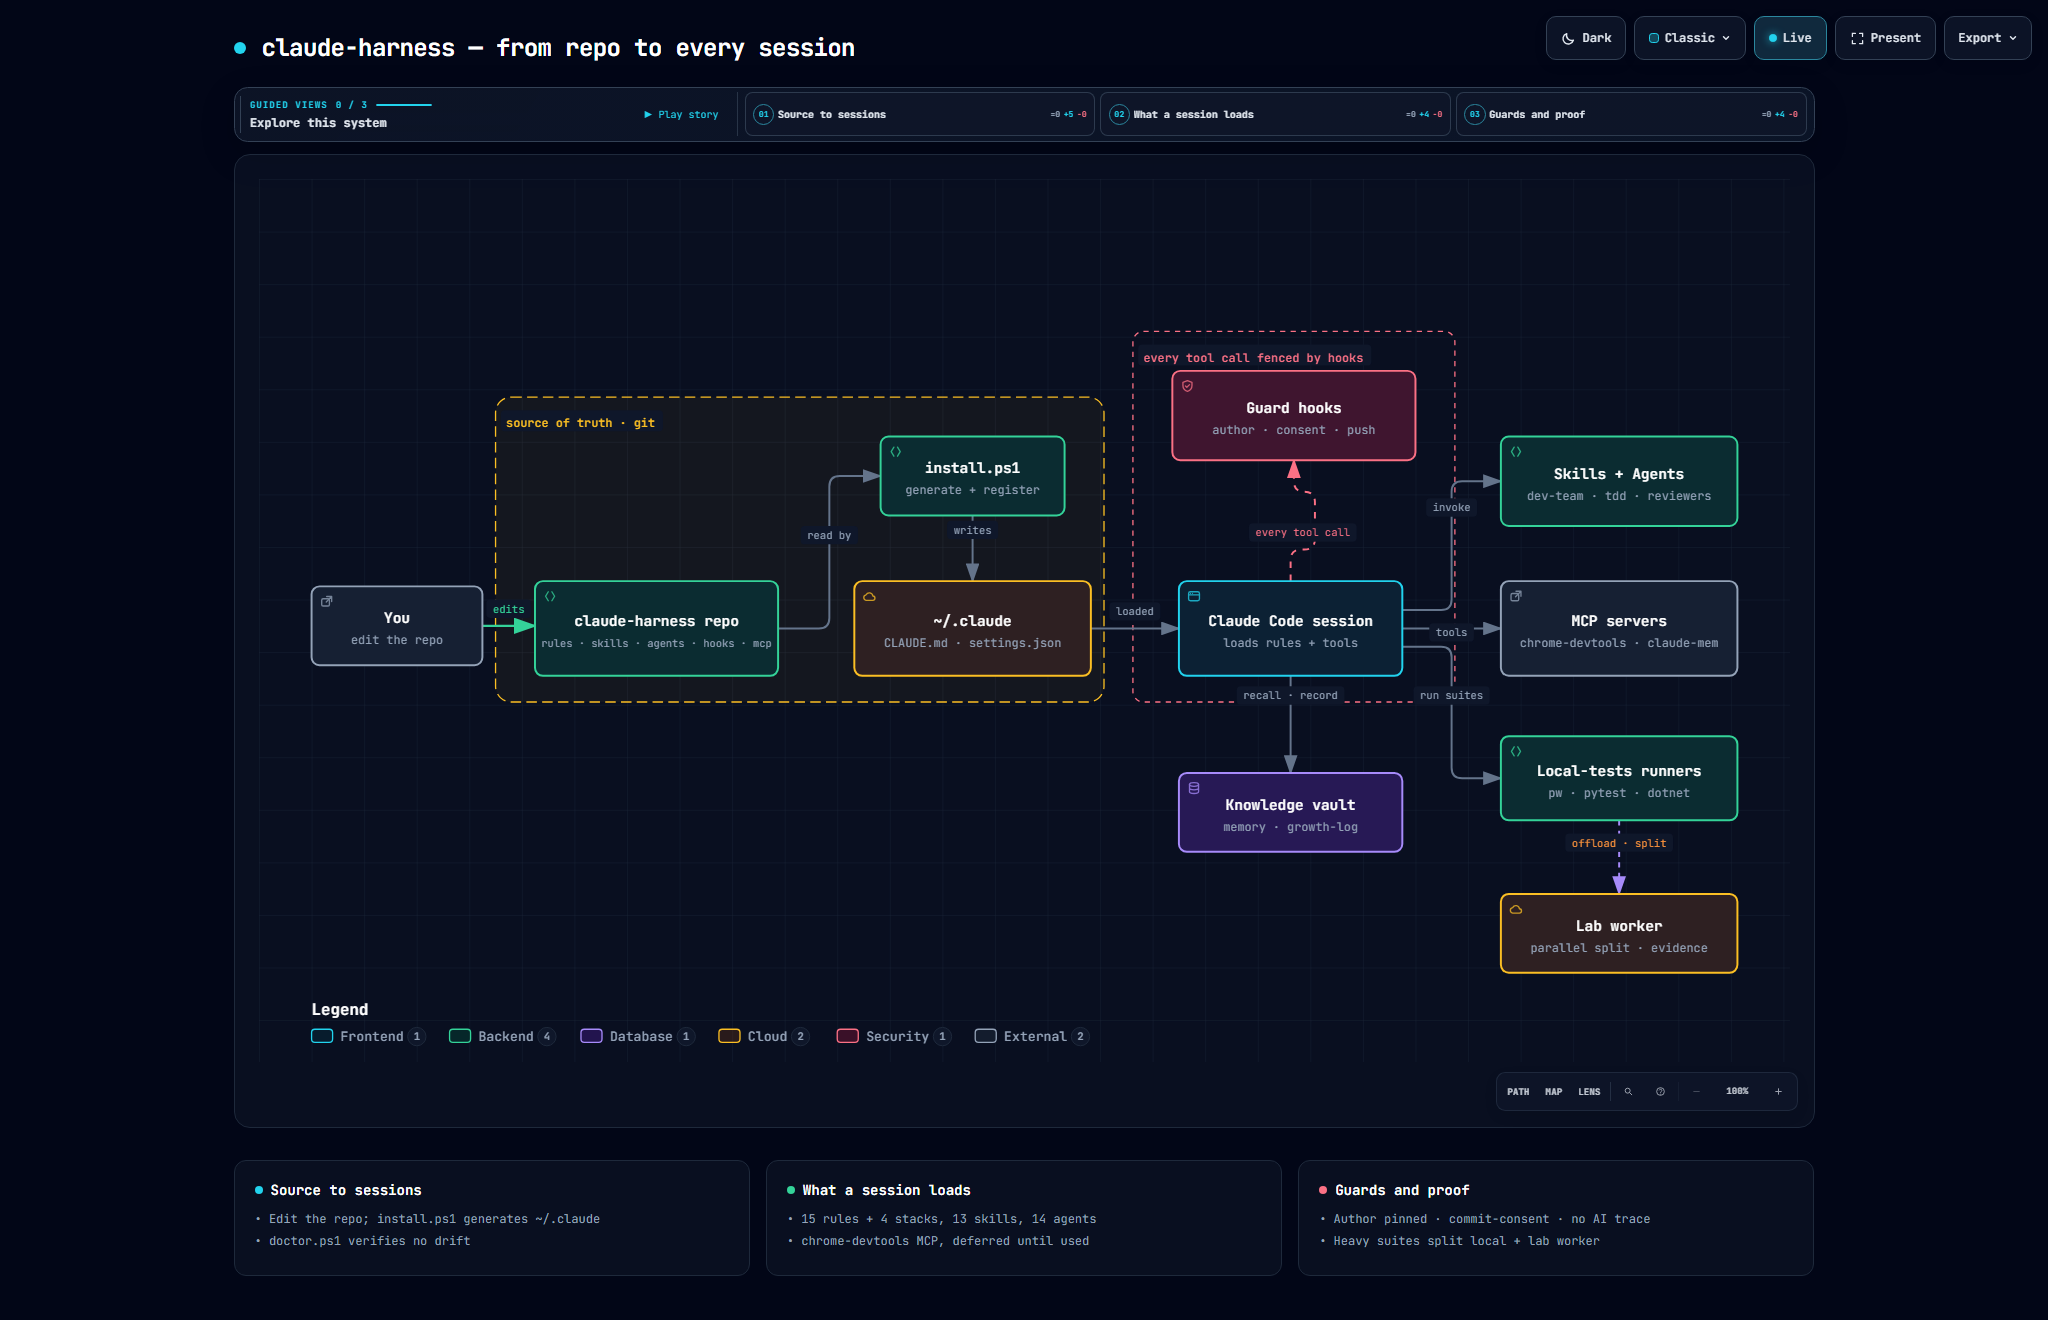 claude-harness — from repo to every session
Dark
Classic
Live
Present
Export
GUIDED VIEWS 0 / 3
Explore this system
▶ Play story
01 Source to sessions =0 +5 -0
02 What a session loads =0 +4 -0
03 Guards and proof =0 +4 -0
every tool call fenced by hooks
Guard hooks
author · consent · push
source of truth · git
install.ps1
generate + register
Skills + Agents
dev-team · tdd · reviewers
invoke
read by
writes
every tool call
You
edit the repo
edits
claude-harness repo
rules · skills · agents · hooks · mcp
~/.claude
CLAUDE.md · settings.json
loaded
Claude Code session
loads rules + tools
tools
MCP servers
chrome-devtools · claude-mem
recall · record
run suites
Knowledge vault
memory · growth-log
Local-tests runners
pw · pytest · dotnet
offload · split
Lab worker
parallel split · evidence
Legend
Frontend 1
Backend 4
Database 1
Cloud 2
Security 1
External 2
PATH MAP LENS − 100% +
Source to sessions
• Edit the repo; install.ps1 generates ~/.claude
• doctor.ps1 verifies no drift
What a session loads
• 15 rules + 4 stacks, 13 skills, 14 agents
• chrome-devtools MCP, deferred until used
Guards and proof
• Author pinned · commit-consent · no AI trace
• Heavy suites split local + lab worker